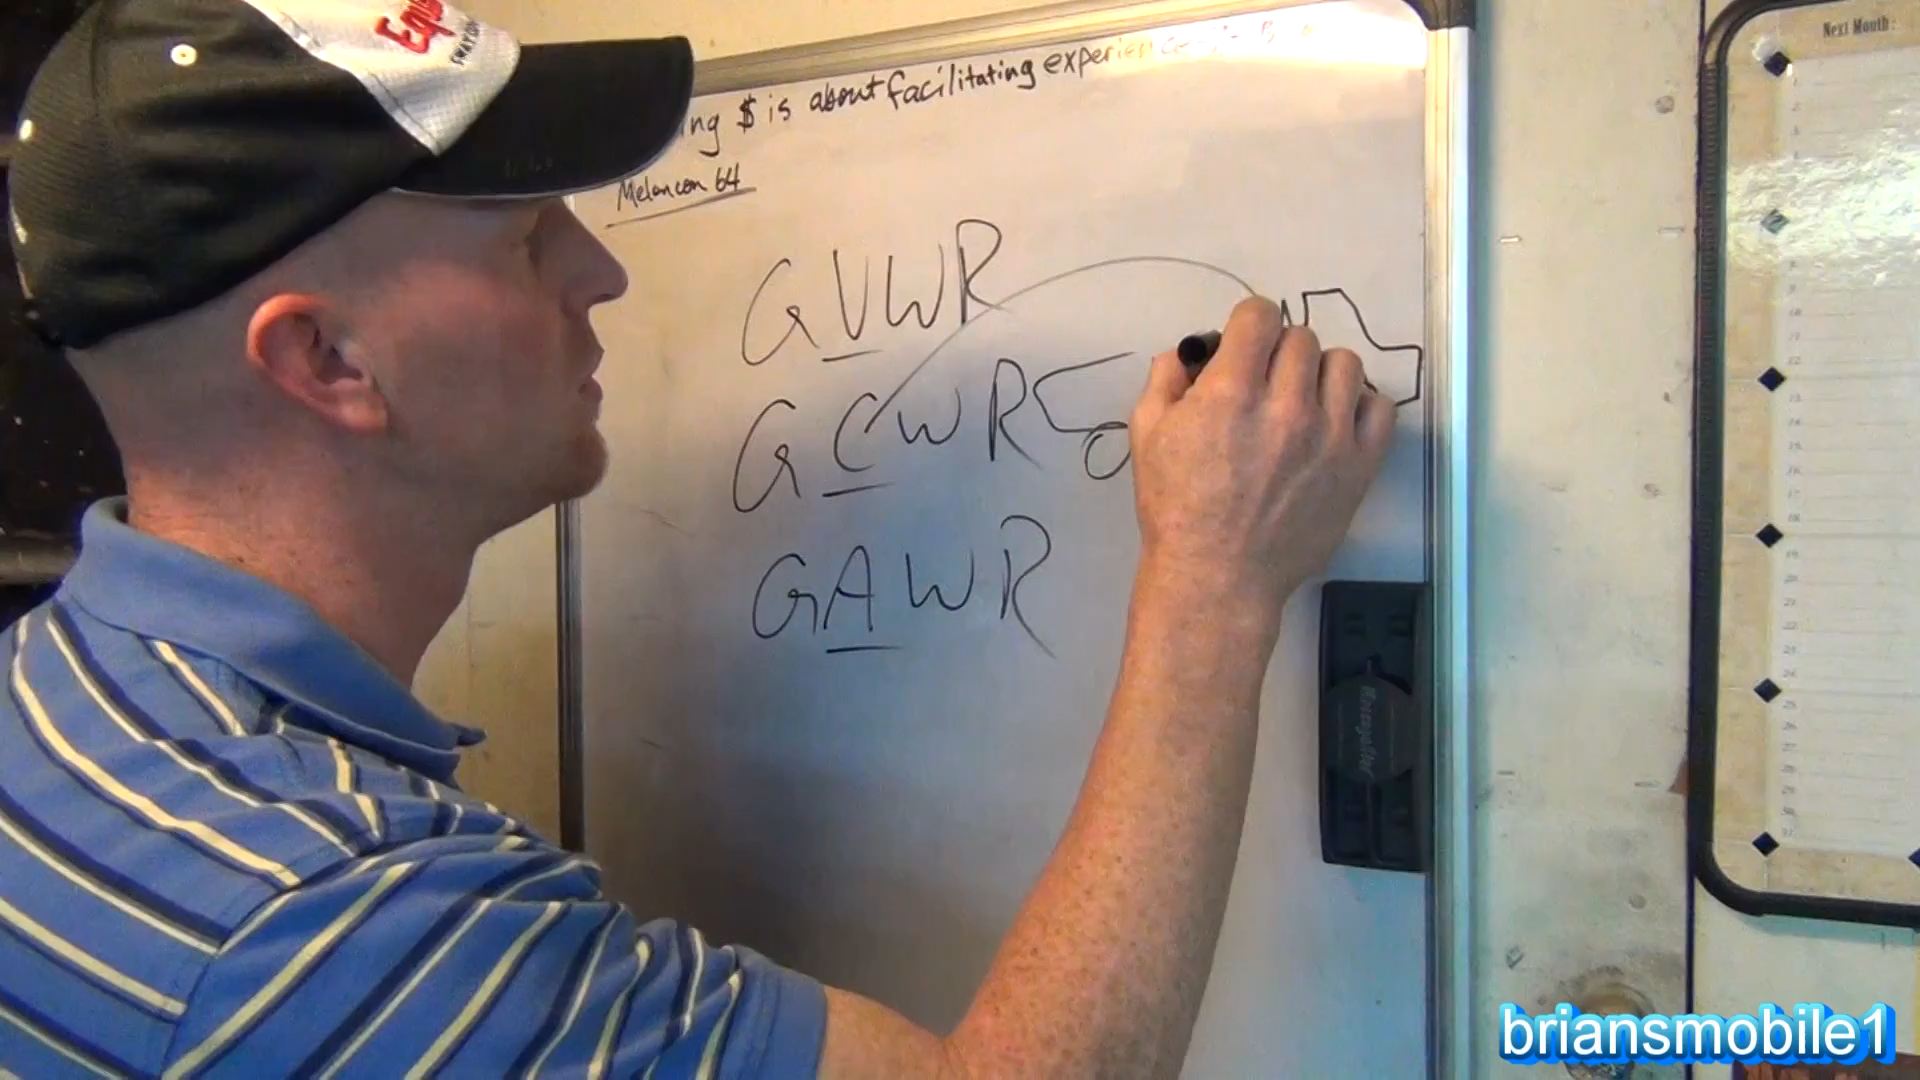 ing $ is about facilitating experiences
Melancon 64
GVWR
GCWR
GAWR
Next Month:
briansmobile1